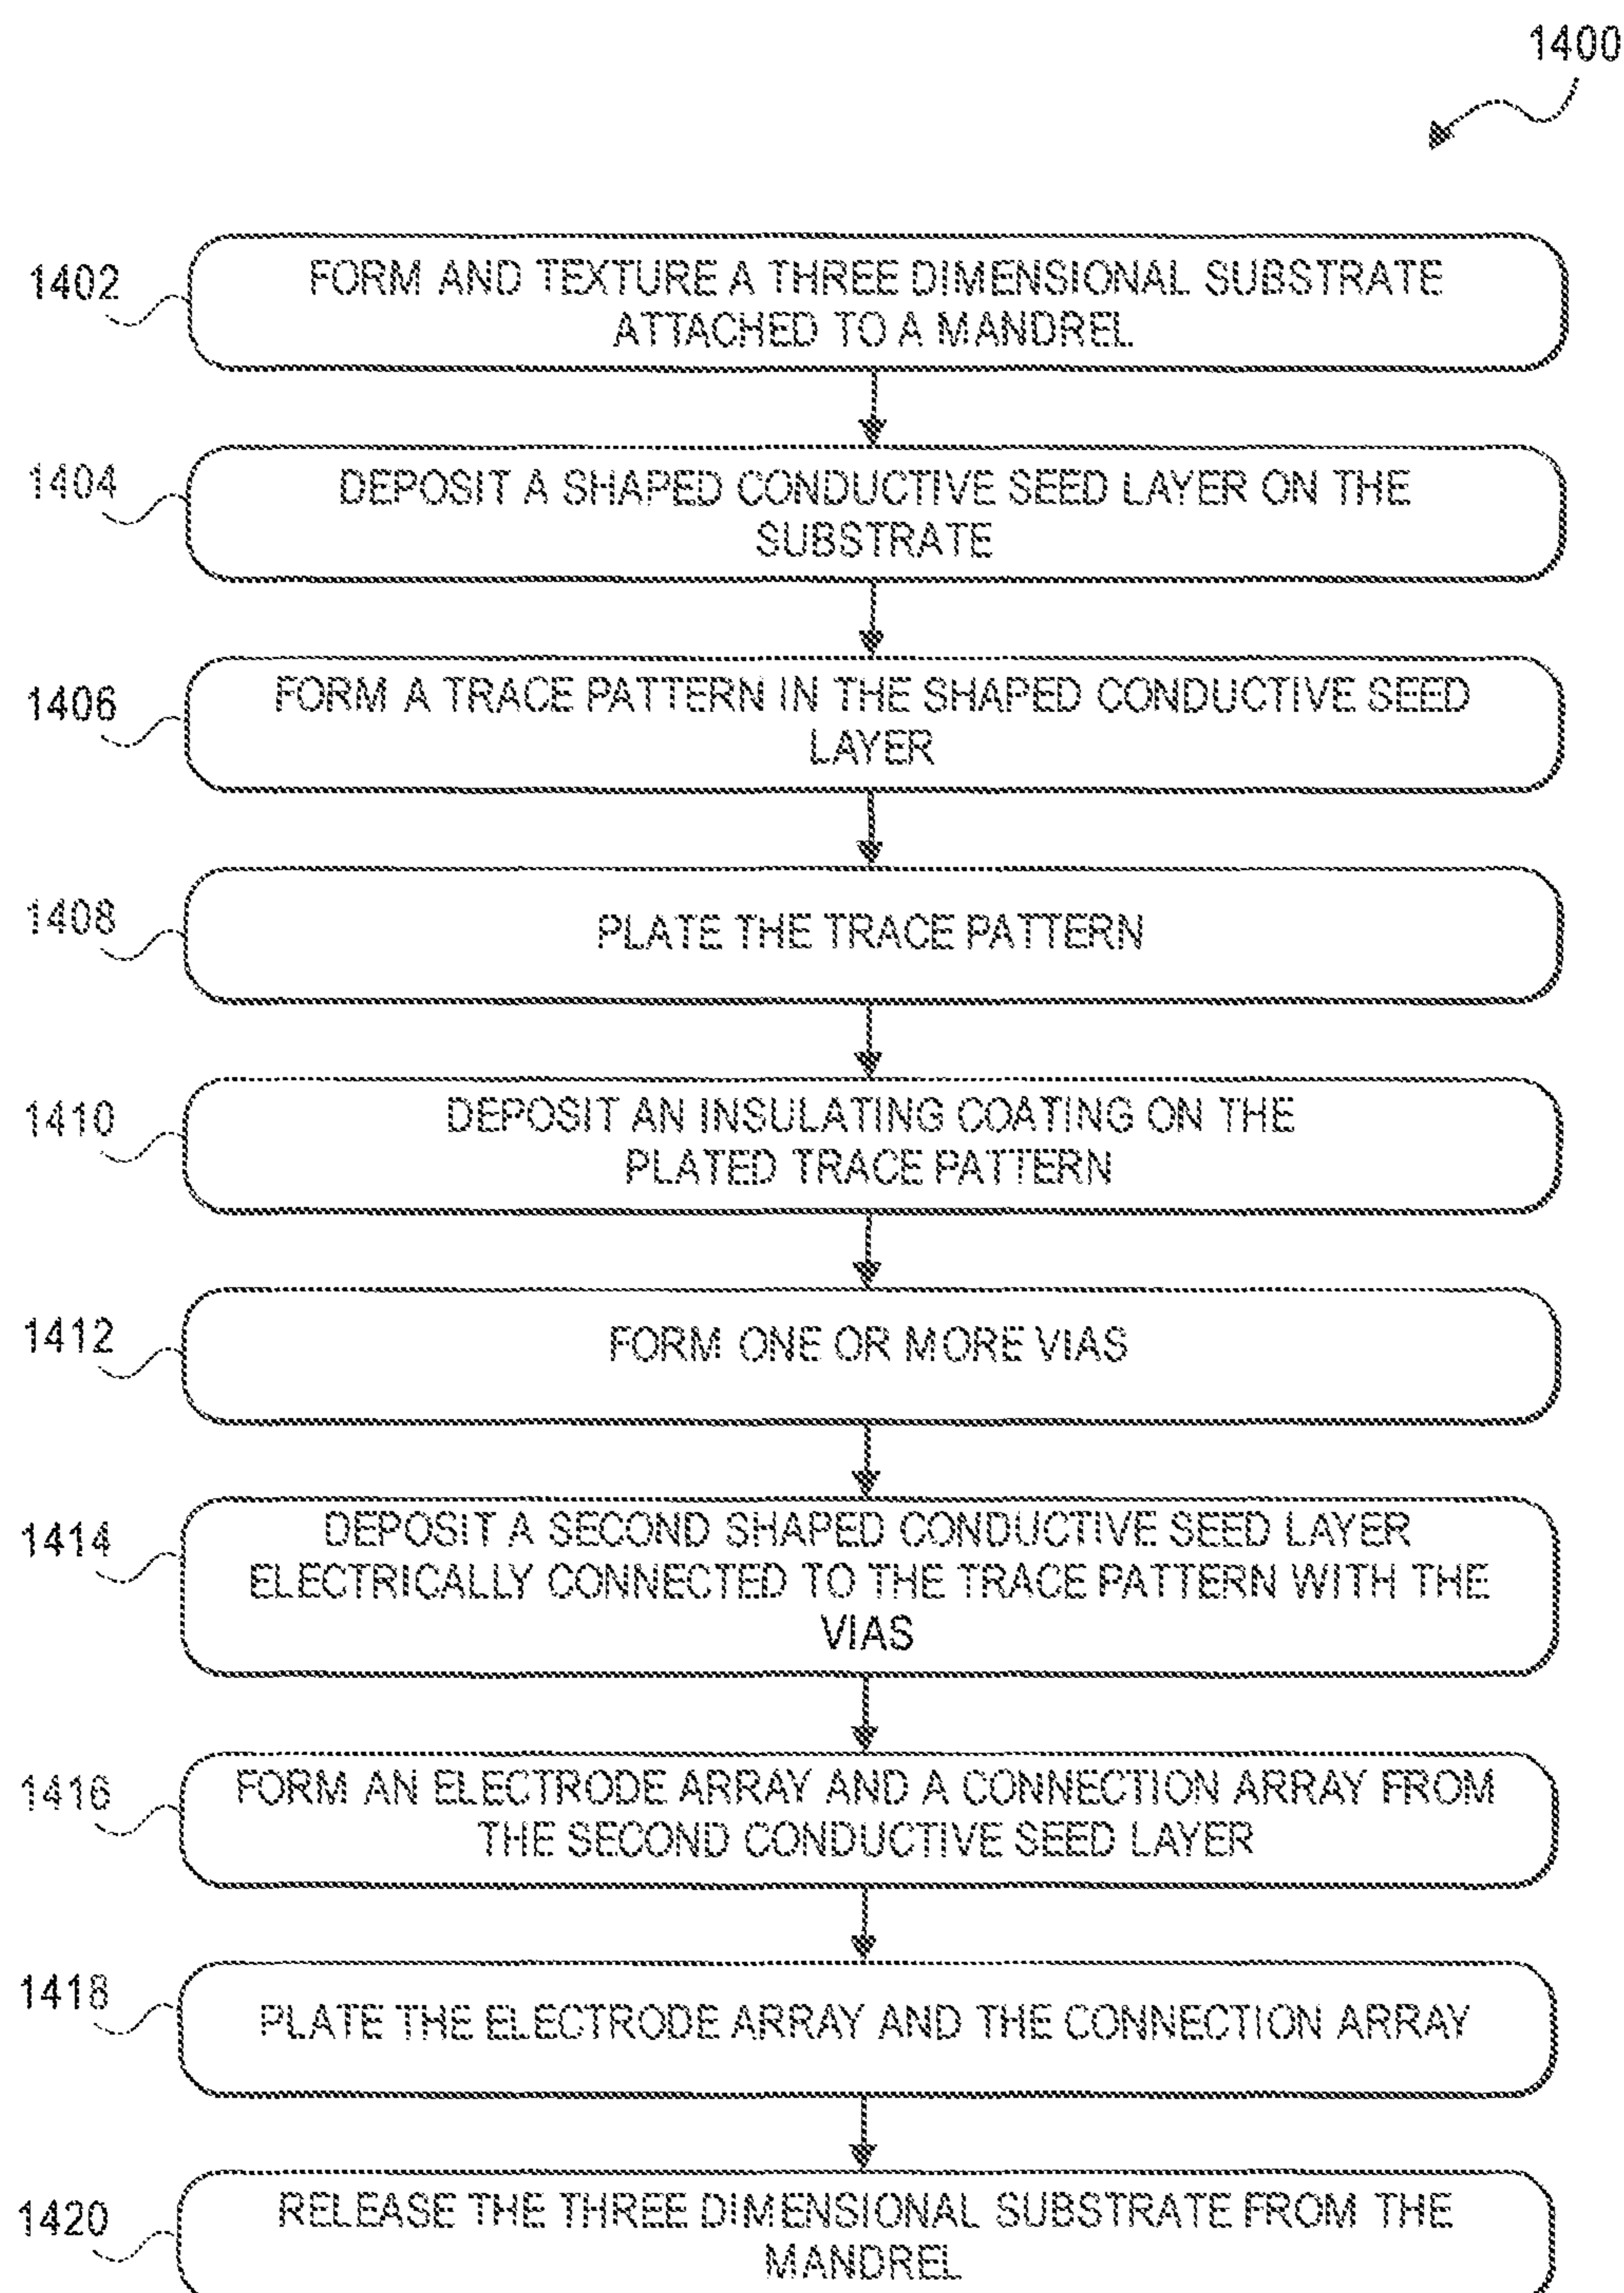 1400
1402
FORM AND TEXTURE A THREE DIMENSIONAL SUBSTRATE
ATTACHED TO A MANDREL
1404
DEPOSIT A SHAPED CONDUCTIVE SEED LAYER ON THE
SUBSTRATE
1406
FORM A TRACE PATTERN IN THE SHAPED CONDUCTIVE SEED
LAYER
1408
PLATE THE TRACE PATTERN
1410
DEPOSIT AN INSULATING COATING ON THE
PLATED TRACE PATTERN
1412
FORM ONE OR MORE VIAS
1414
DEPOSIT A SECOND SHAPED CONDUCTIVE SEED LAYER
ELECTRICALLY CONNECTED TO THE TRACE PATTERN WITH THE
VIAS
1416
FORM AN ELECTRODE ARRAY AND A CONNECTION ARRAY FROM
THE SECOND CONDUCTIVE SEED LAYER
1418
PLATE THE ELECTRODE ARRAY AND THE CONNECTION ARRAY
1420
RELEASE THE THREE DIMENSIONAL SUBSTRATE FROM THE
MANDREL